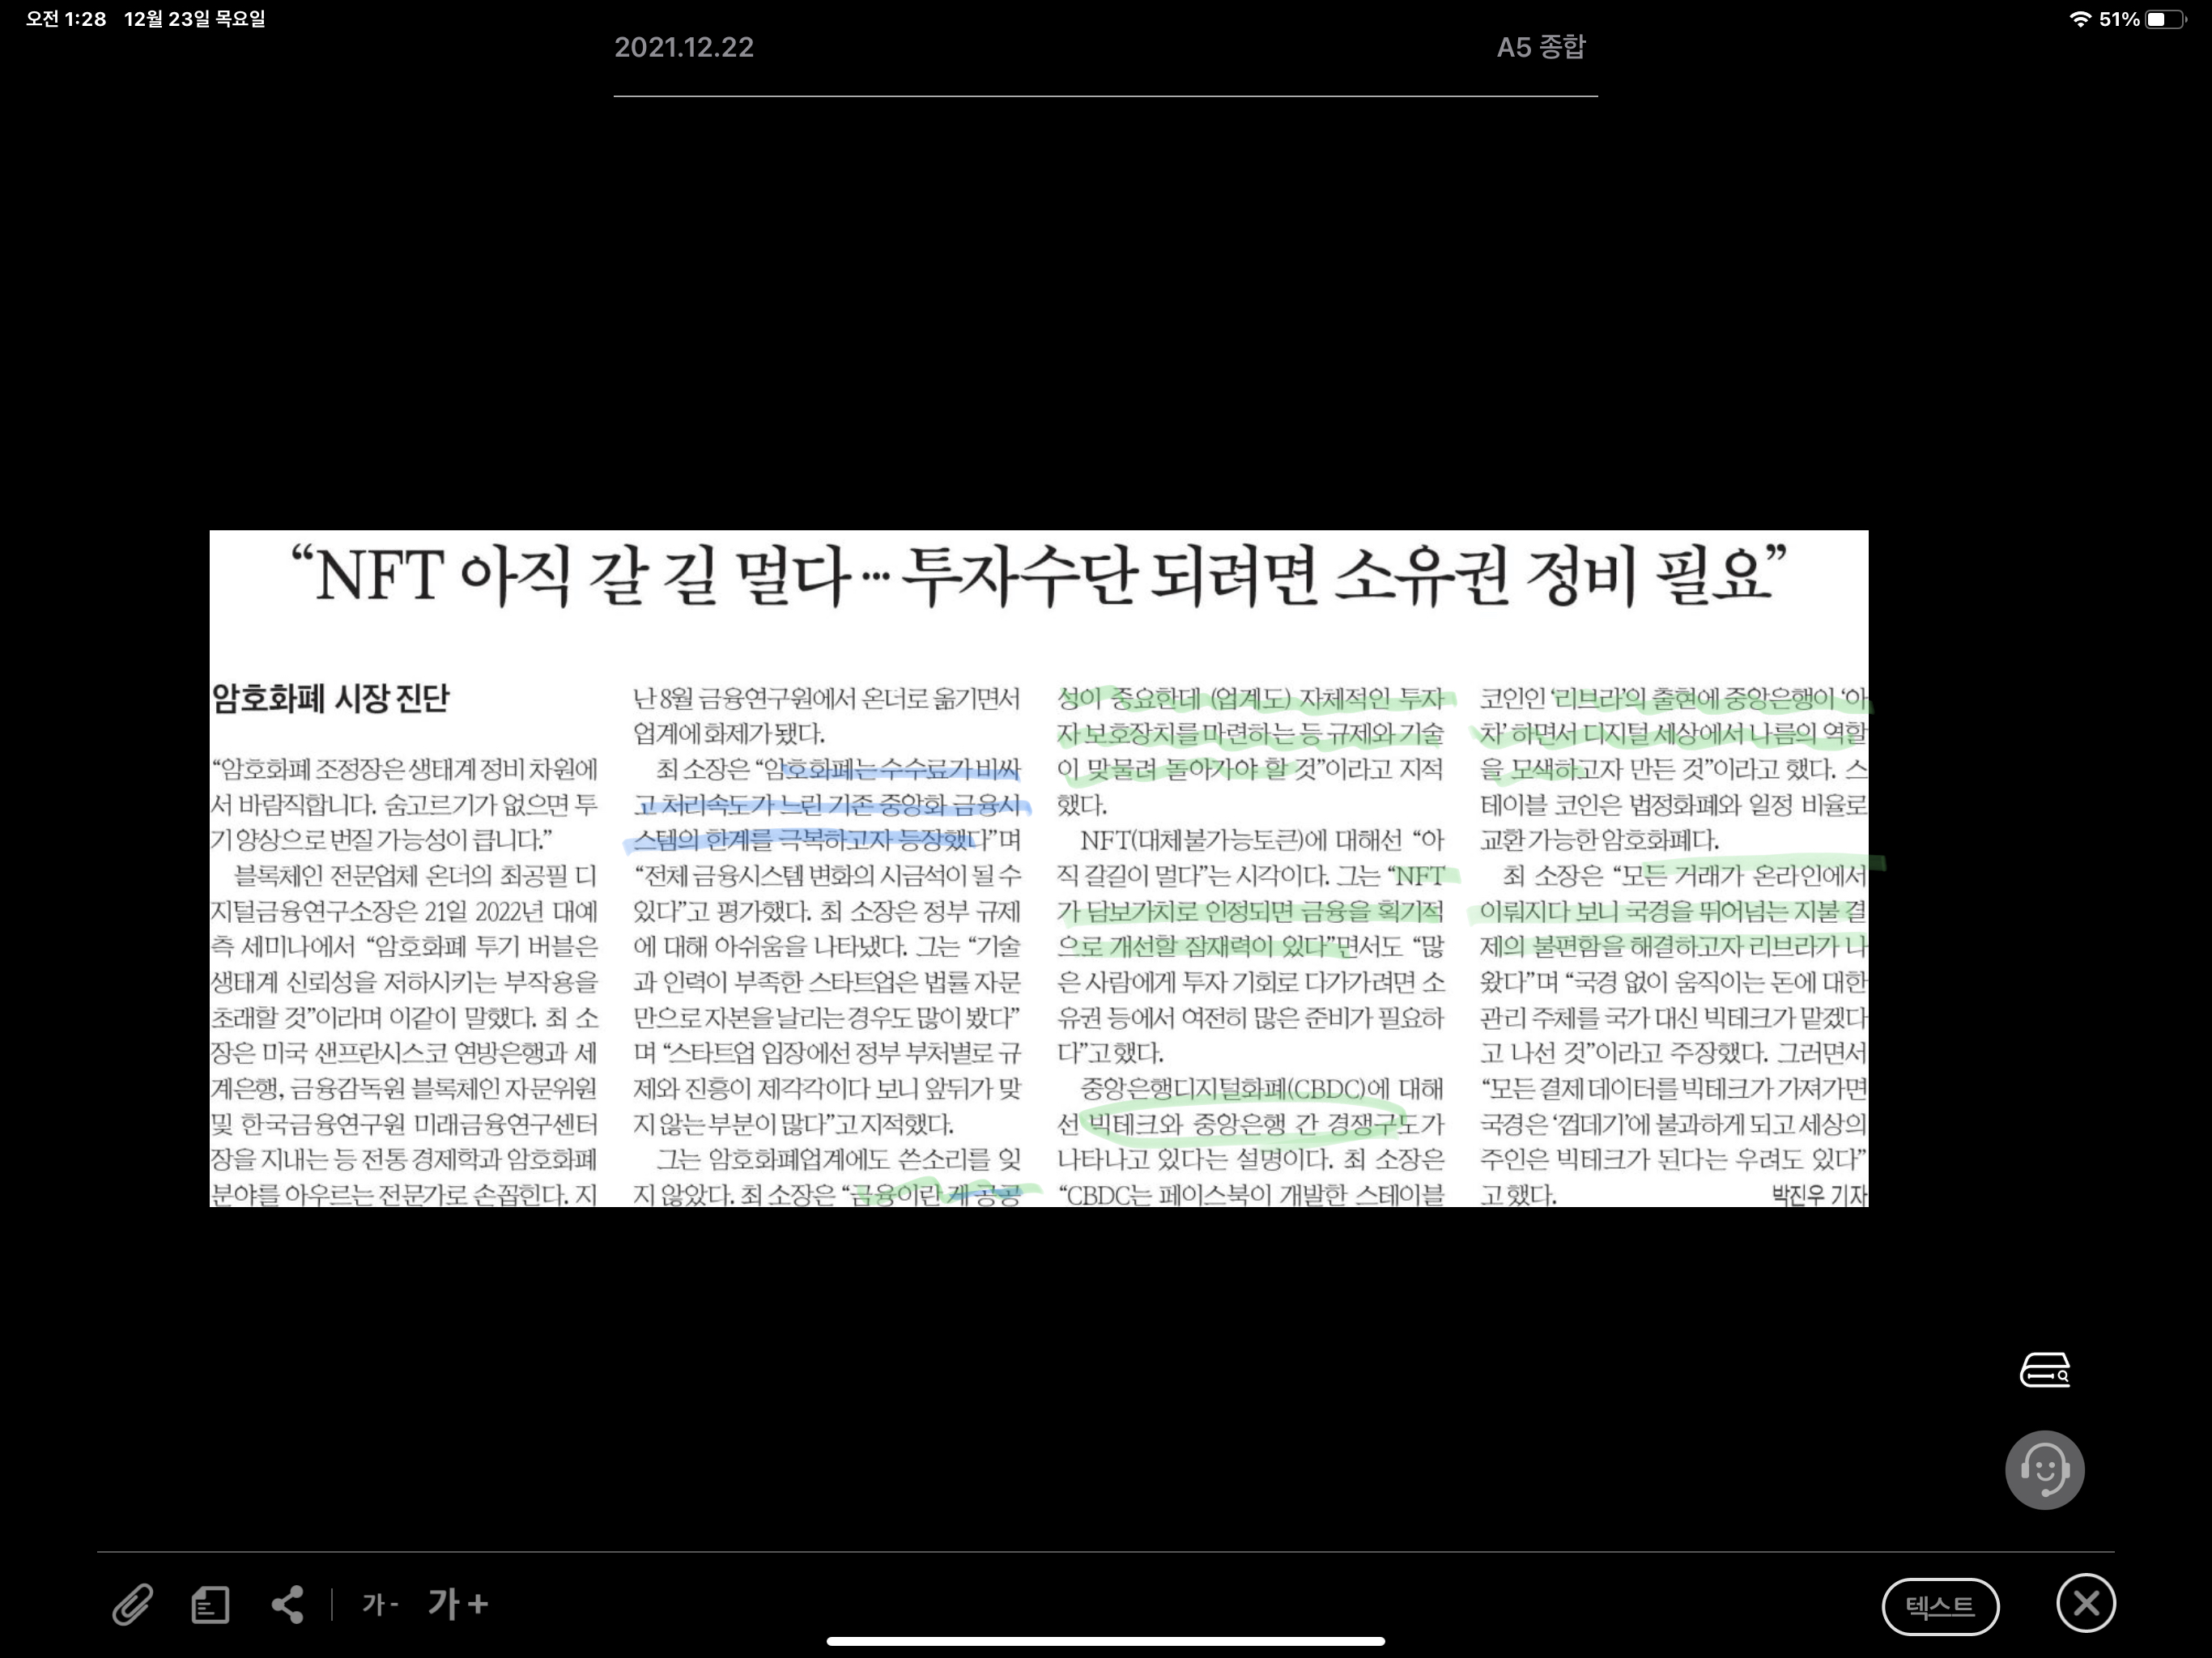 오전 1:28 12월 23일 목요일
51%
2021.12.22
A5 종합
“NFT 아직 갈 길 멀다…투자수단 되려면 소유권 정비 필요”
암호화폐 시장 진단
“암호화폐 조정장은 생태계 정비 차원에
서 바람직합니다. 숨고르기가 없으면 투
기 양상으로 번질 가능성이 큽니다.”
블록체인 전문업체 온더의 최공필 디
지털금융연구소장은 21일 2022년 대예
측 세미나에서 “암호화폐 투기 버블은
생태계 신뢰성을 저하시키는 부작용을
초래할 것”이라며 이같이 말했다. 최 소
장은 미국 샌프란시스코 연방은행과 세
계은행, 금융감독원 블록체인 자문위원
및 한국금융연구원 미래금융연구센터
장을 지내는 등 전통 경제학과 암호화폐
분야를 아우르는 전문가로 손꼽힌다. 지
난 8월 금융연구원에서 온더로 옮기면서
업계에 화제가 됐다.
최 소장은 “암호화폐는 수수료가 비싸
고 처리속도가 느린 기존 중앙화 금융시
스템의 한계를 극복하고자 등장했다”며
“전체 금융시스템 변화의 시금석이 될 수
있다”고 평가했다. 최 소장은 정부 규제
에 대해 아쉬움을 나타냈다. 그는 “기술
과 인력이 부족한 스타트업은 법률 자문
만으로 자본을 날리는 경우도 많이 봤다”
며 “스타트업 입장에선 정부 부처별로 규
제와 진흥이 제각각이다 보니 앞뒤가 맞
지 않는 부분이 많다”고 지적했다.
그는 암호화폐업계에도 쓴소리를 잊
지 않았다. 최 소장은 “금융이란 게 공공
성이 중요한데 (업계도) 자체적인 투자
자 보호장치를 마련하는 등 규제와 기술
이 맞물려 돌아가야 할 것”이라고 지적
했다.
NFT(대체불가능토큰)에 대해선 “아
직 갈길이 멀다”는 시각이다. 그는 “NFT
가 담보가치로 인정되면 금융을 획기적
으로 개선할 잠재력이 있다”면서도 “많
은 사람에게 투자 기회로 다가가려면 소
유권 등에서 여전히 많은 준비가 필요하
다”고 했다.
중앙은행디지털화폐(CBDC)에 대해
선 빅테크와 중앙은행 간 경쟁구도가
나타나고 있다는 설명이다. 최 소장은
“CBDC는 페이스북이 개발한 스테이블
코인인 ‘리브라’의 출현에 중앙은행이 ‘아
차’ 하면서 디지털 세상에서 나름의 역할
을 모색하고자 만든 것”이라고 했다. 스
테이블 코인은 법정화폐와 일정 비율로
교환 가능한 암호화폐다.
최 소장은 “모든 거래가 온라인에서
이뤄지다 보니 국경을 뛰어넘는 지불 결
제의 불편함을 해결하고자 리브라가 나
왔다”며 “국경 없이 움직이는 돈에 대한
관리 주체를 국가 대신 빅테크가 맡겠다
고 나선 것”이라고 주장했다. 그러면서
“모든 결제 데이터를 빅테크가 가져가면
국경은 ‘껍데기’에 불과하게 되고 세상의
주인은 빅테크가 된다는 우려도 있다”
고 했다.
박진우 기자
가- 가+
텍스트